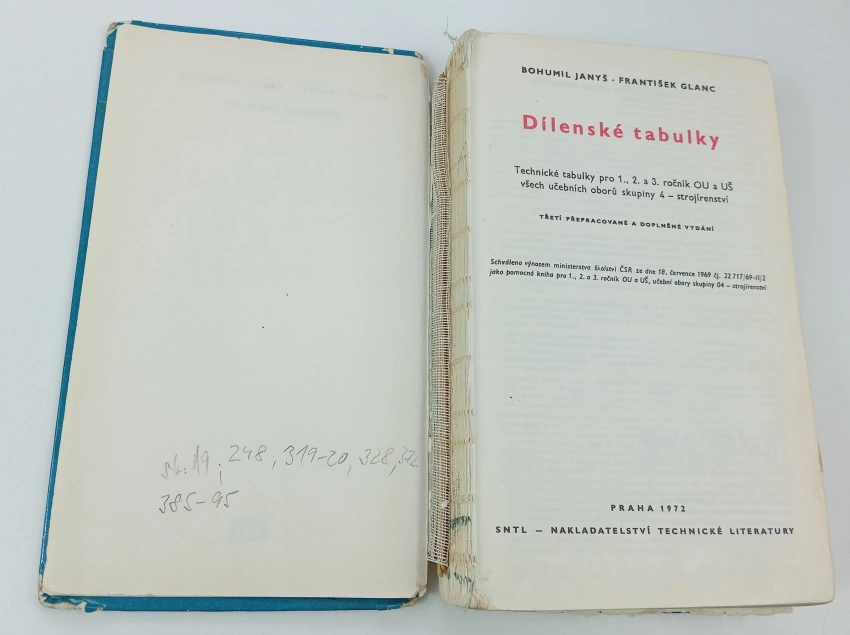 str. 19; 248; 319-20, 328, 372
385-95
BOHUMIL JANYŠ · FRANTIŠEK GLANC
Dílenské tabulky
Technické tabulky pro 1., 2. a 3. ročník OU a UŠ
všech učebních oborů skupiny 4 – strojírenství
TŘETÍ PŘEPRACOVANÉ A DOPLNĚNÉ VYDÁNÍ
Schváleno výnosem ministerstva školství ČSR ze dne 18. července 1969 čj. 22 717/69-II/2
jako pomocná kniha pro 1., 2. a 3. ročník OU a UŠ, učební obory skupiny 04 – strojírenství
PRAHA 1972
SNTL – NAKLADATELSTVÍ TECHNICKÉ LITERATURY